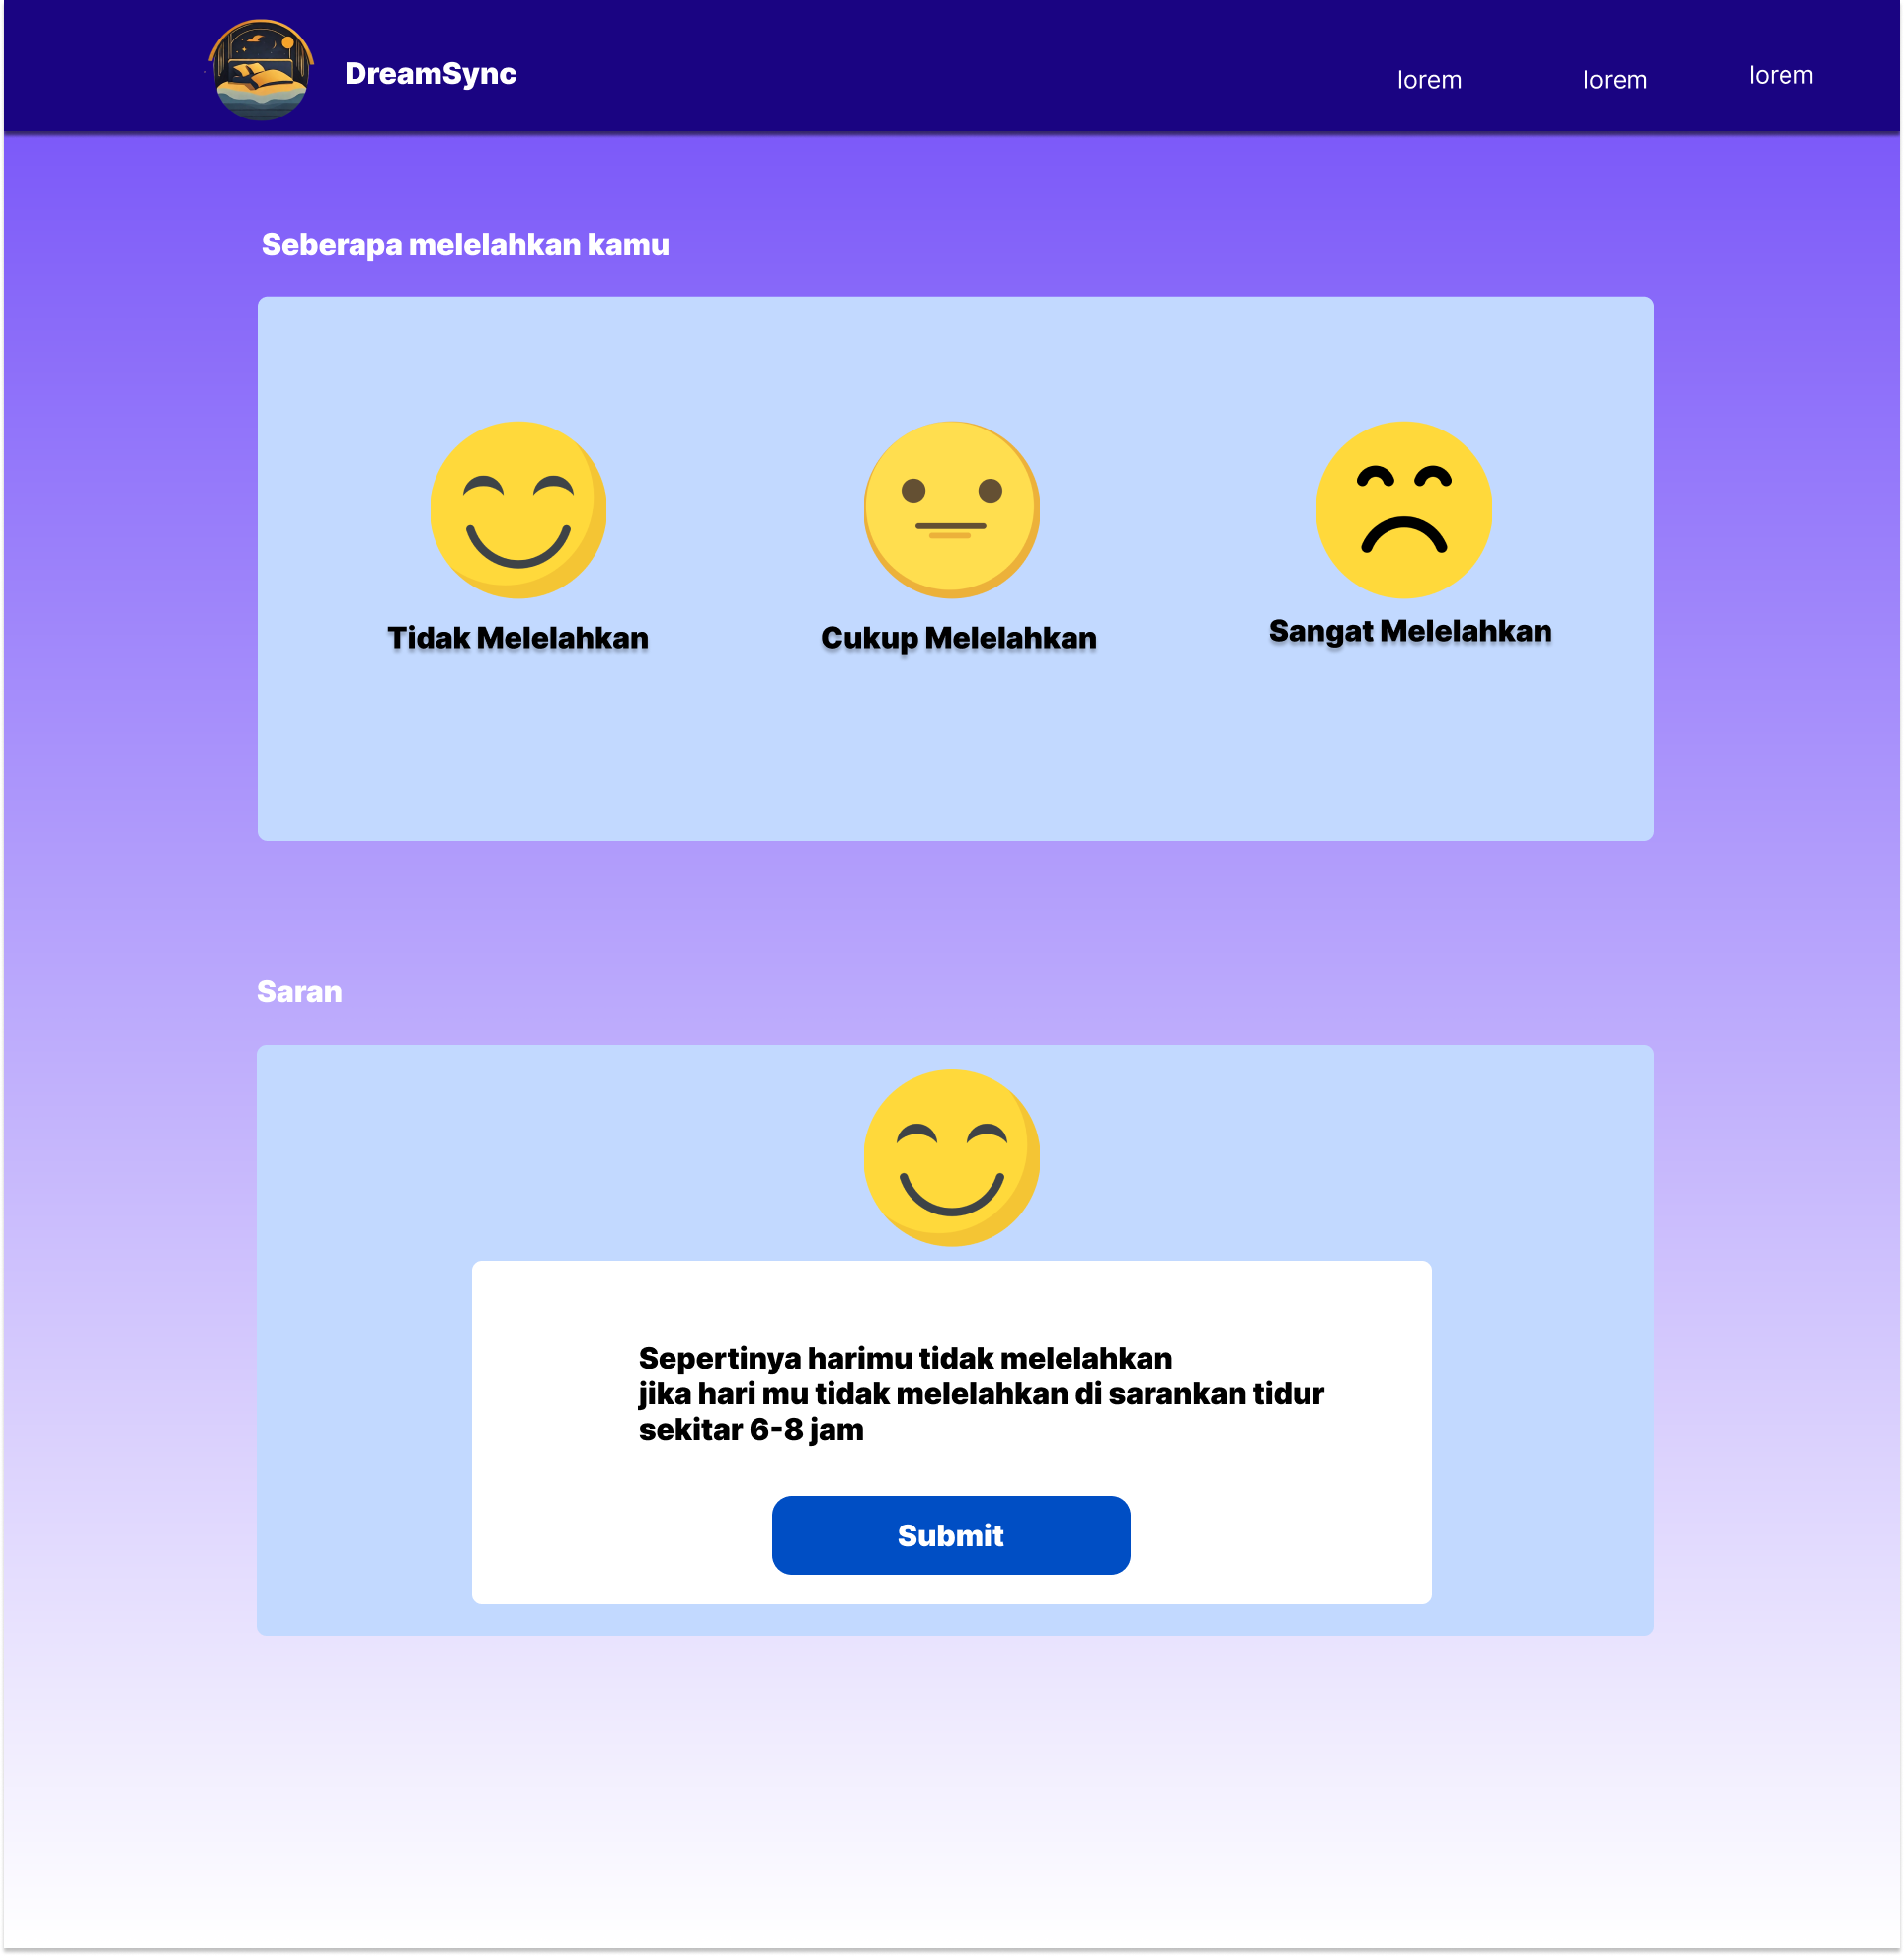 DreamSync
lorem
lorem
lorem
Seberapa melelahkan kamu
Tidak Melelahkan
Cukup Melelahkan
Sangat Melelahkan
Saran
Sepertinya harimu tidak melelahkan
jika hari mu tidak melelahkan di sarankan tidur
sekitar 6-8 jam
Submit